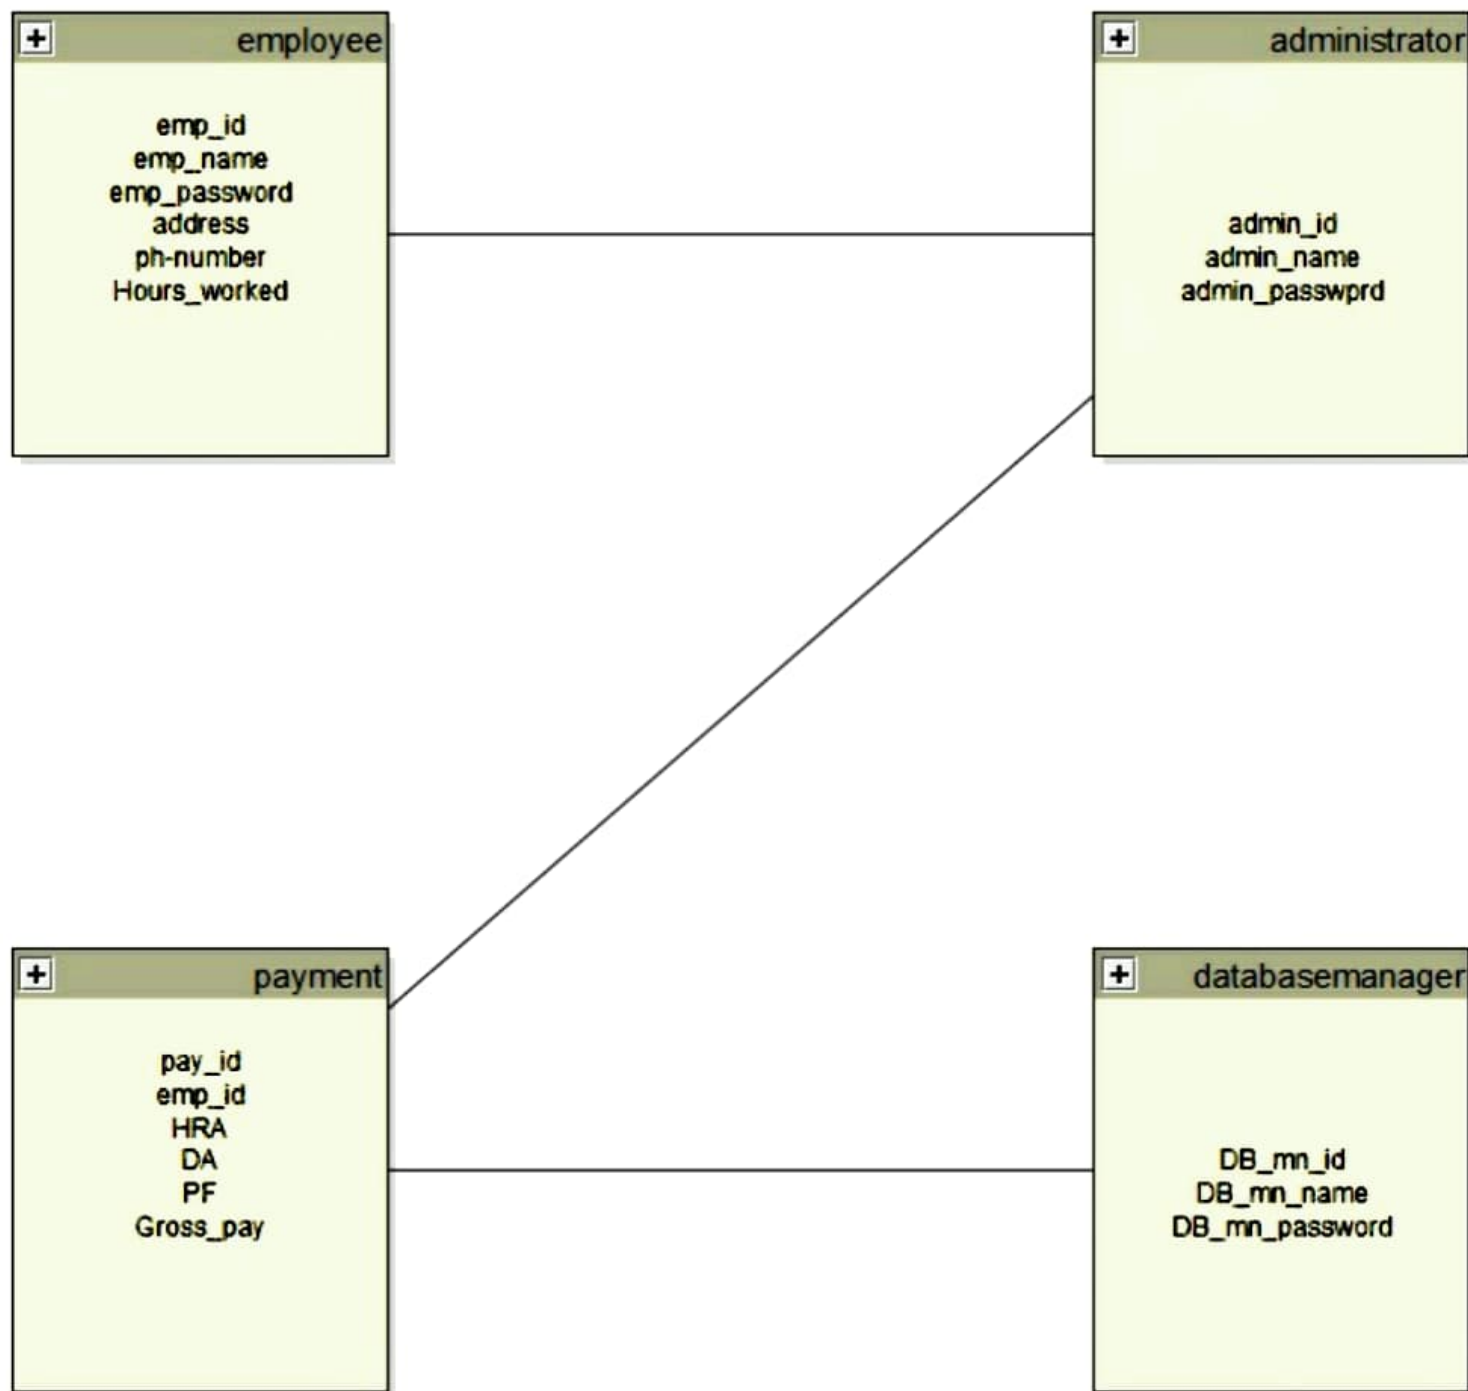 employee
emp_id
emp_name
emp_password
address
ph-number
Hours_worked
administrator
admin_id
admin_name
admin_passwprd
payment
pay_id
emp_id
HRA
DA
PF
Gross_pay
databasemanager
DB_mn_id
DB_mn_name
DB_mn_password